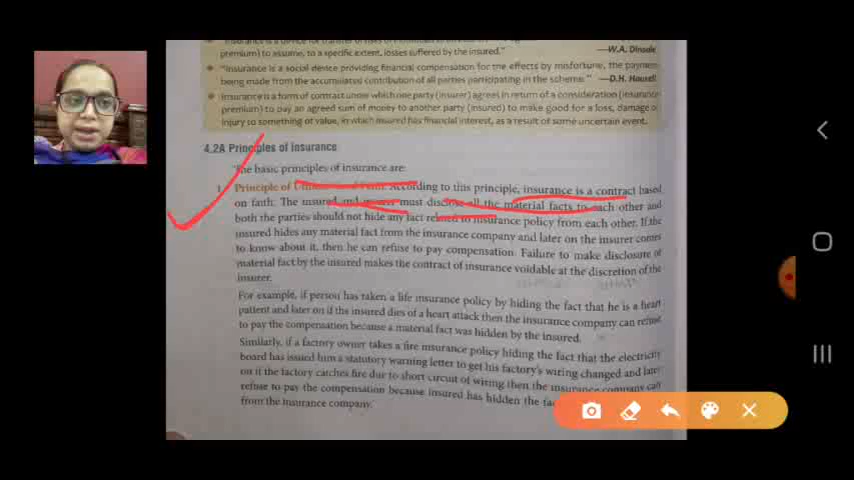 premium) to assume, to a specific extent, losses suffered by the insured."
—W.A. Dinsdle
"Insurance is a social device providing financial compensation for the effects by misfortune, the payment
being made from the accumulated contribution of all parties participating in the scheme."
—D.H. Hausell
Insurance is a form of contract under which one party (insurer) agrees in return of a consideration (insurance
premium) to pay an agreed sum of money to another party (insured) to make good for a loss, damage or
injury to something of value, in which insured has financial interest, as a result of some uncertain event.
4.2A Principles of insurance
The basic principles of insurance are:
1. Principle of According to this principle, insurance is a contract based
on faith. The insured and insurer must disclose all the material facts to each other and
both the parties should not hide any fact related to insurance policy from each other. If the
insured hides any material fact from the insurance company and later on the insurer comes
to know about it, then he can refuse to pay compensation. Failure to make disclosure of
material fact by the insured makes the contract of insurance voidable at the discretion of the
insurer.
For example, if person has taken a life insurance policy by hiding the fact that he is a heart
patient and later on if the insured dies of a heart attack then the insurance company can refuse
to pay the compensation because a material fact was hidden by the insured.
Similarly, if a factory owner takes a fire insurance policy hiding the fact that the electricity
board has issued him a statutory warning letter to get his factory's wiring changed and later
on if the factory catches fire due to short circuit of wiring then the insurance company can
refuse to pay the compensation because insured has hidden the
from the insurance company.